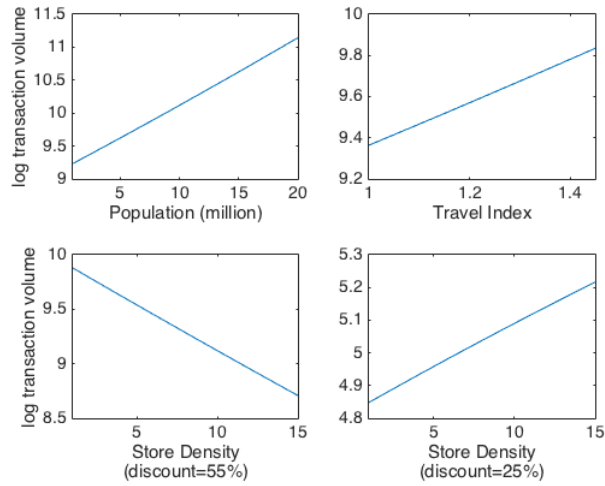 log transaction volume
11.5
11
10.5
10
9.5
9
5 10 15 20
Population (million)
10
9.8
9.6
9.4
9.2
1 1.2 1.4
Travel Index
log transaction volume
10
9.5
9
8.5
5 10 15
Store Density
(discount=55%)
5.3
5.2
5.1
5
4.9
4.8
5 10 15
Store Density
(discount=25%)